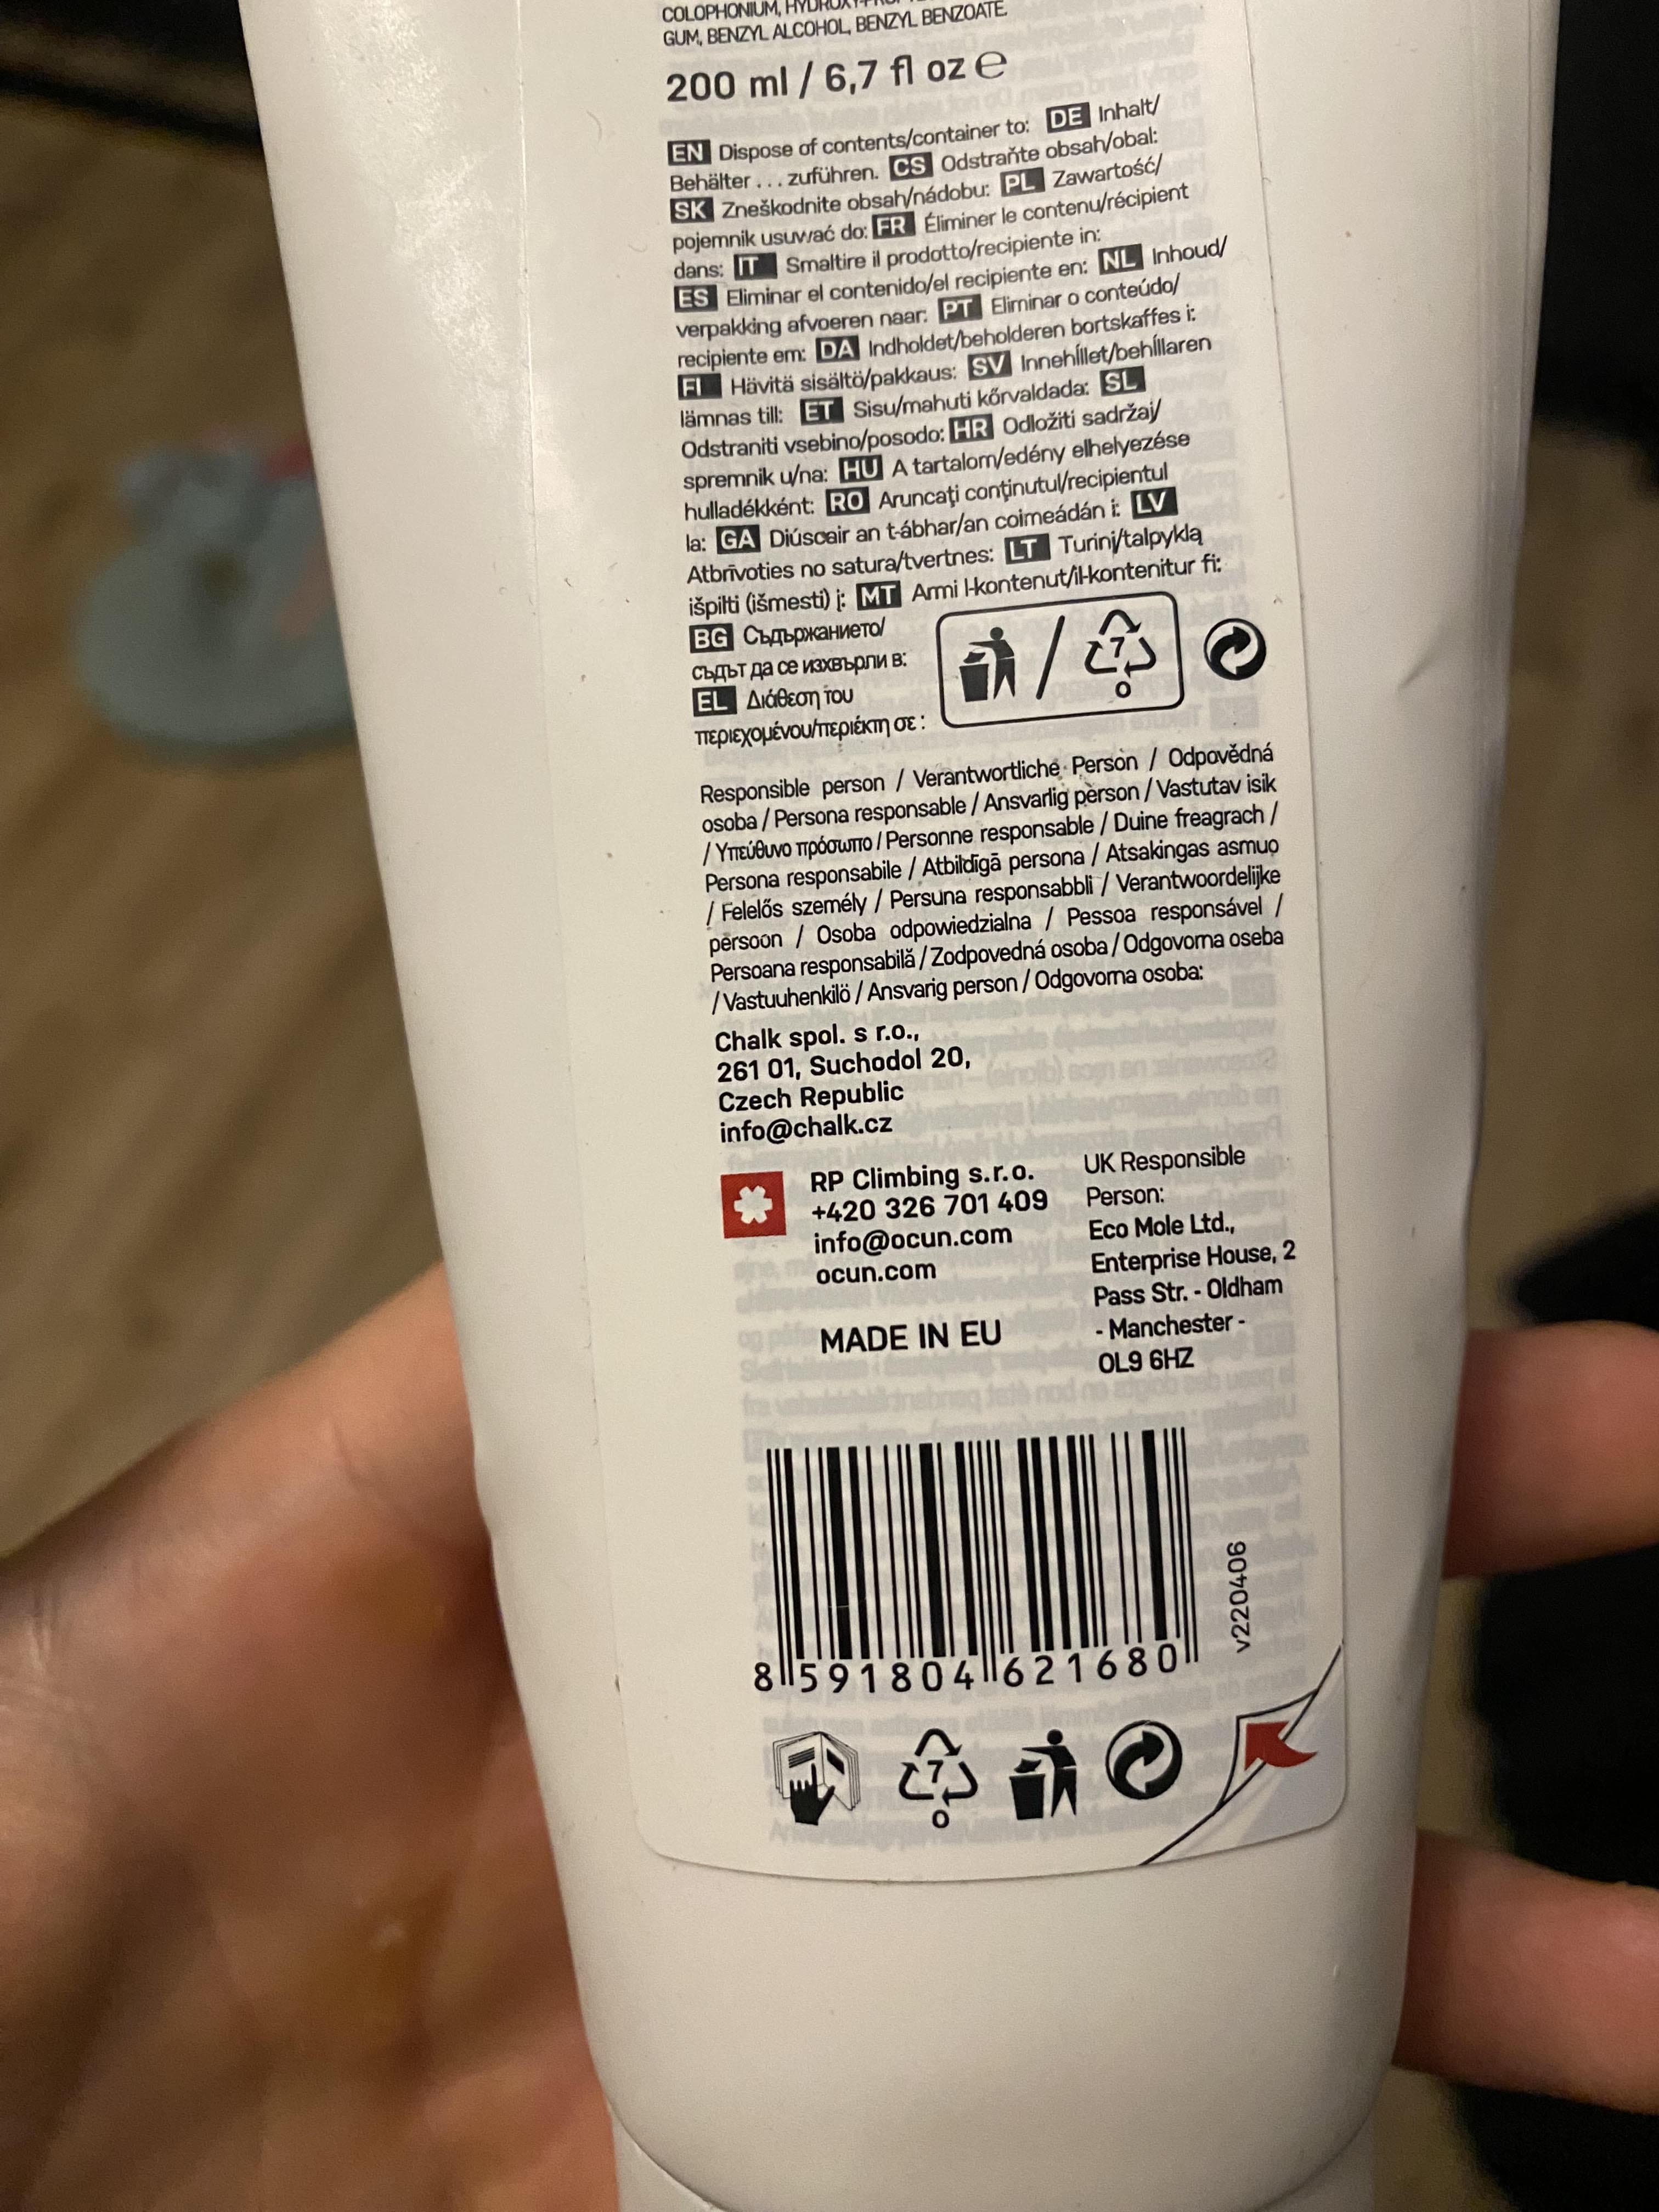 COLOPHONIUM,
GUM, BENZYL ALCOHOL, BENZYL BENZOATE.
200 ml / 6,7 fl oz ℮
EN Dispose of contents/container to: DE Inhalt/
Behälter . . . zuführen. CS Odstraňte obsah/obal:
SK Zneškodnite obsah/nádobu: PL Zawartość/
pojemnik usuwać do: FR Éliminer le contenu/récipient
dans: IT Smaltire il prodotto/recipiente in:
ES Eliminar el contenido/el recipiente en: NL Inhoud/
verpakking afvoeren naar: PT Eliminar o conteúdo/
recipiente em: DA Indholdet/beholderen bortskaffes i:
FI Hävitä sisältö/pakkaus: SV Innehíllet/behíllaren
lämnas till: ET Sisu/mahuti kőrvaldada: SL
Odstraniti vsebino/posodo: HR Odložiti sadržaj/
spremnik u/na: HU A tartalom/edény elhelyezése
hulladékként: RO Aruncaţi conţinutul/recipientul
la: GA Diúscair an t-ábhar/an coimeádán i: LV
Atbrīvoties no satura/tvertnes: LT Turinį/talpyklą
išpilti (išmesti) į: MT Armi l-kontenut/il-kontenitur fi:
BG Съдържанието/
съдът да се изхвърли в:
EL Διάθεση του
περιεχομένου/περιέκτη σε :
/ 7
O
Responsible person / Verantwortliche Person / Odpovědná
osoba / Persona responsable / Ansvarlig person / Vastutav isik
/ Υπεύθυνο πρόσωπο / Personne responsable / Duine freagrach /
Persona responsabile / Atbildīgā persona / Atsakingas asmuo
/ Felelős személy / Persuna responsabbli / Verantwoordelijke
persoon / Osoba odpowiedzialna / Pessoa responsável /
Persoana responsabilă / Zodpovedná osoba / Odgovorna oseba
/ Vastuuhenkilö / Ansvarig person / Odgovorna osoba:
Chalk spol. s r.o.,
261 01, Suchodol 20,
Czech Republic
info@chalk.cz
RP Climbing s.r.o.
+420 326 701 409
info@ocun.com
ocun.com
MADE IN EU
UK Responsible
Person:
Eco Mole Ltd.,
Enterprise House, 2
Pass Str. - Oldham
- Manchester -
OL9 6HZ
v220406
8 591804 621680
7
O